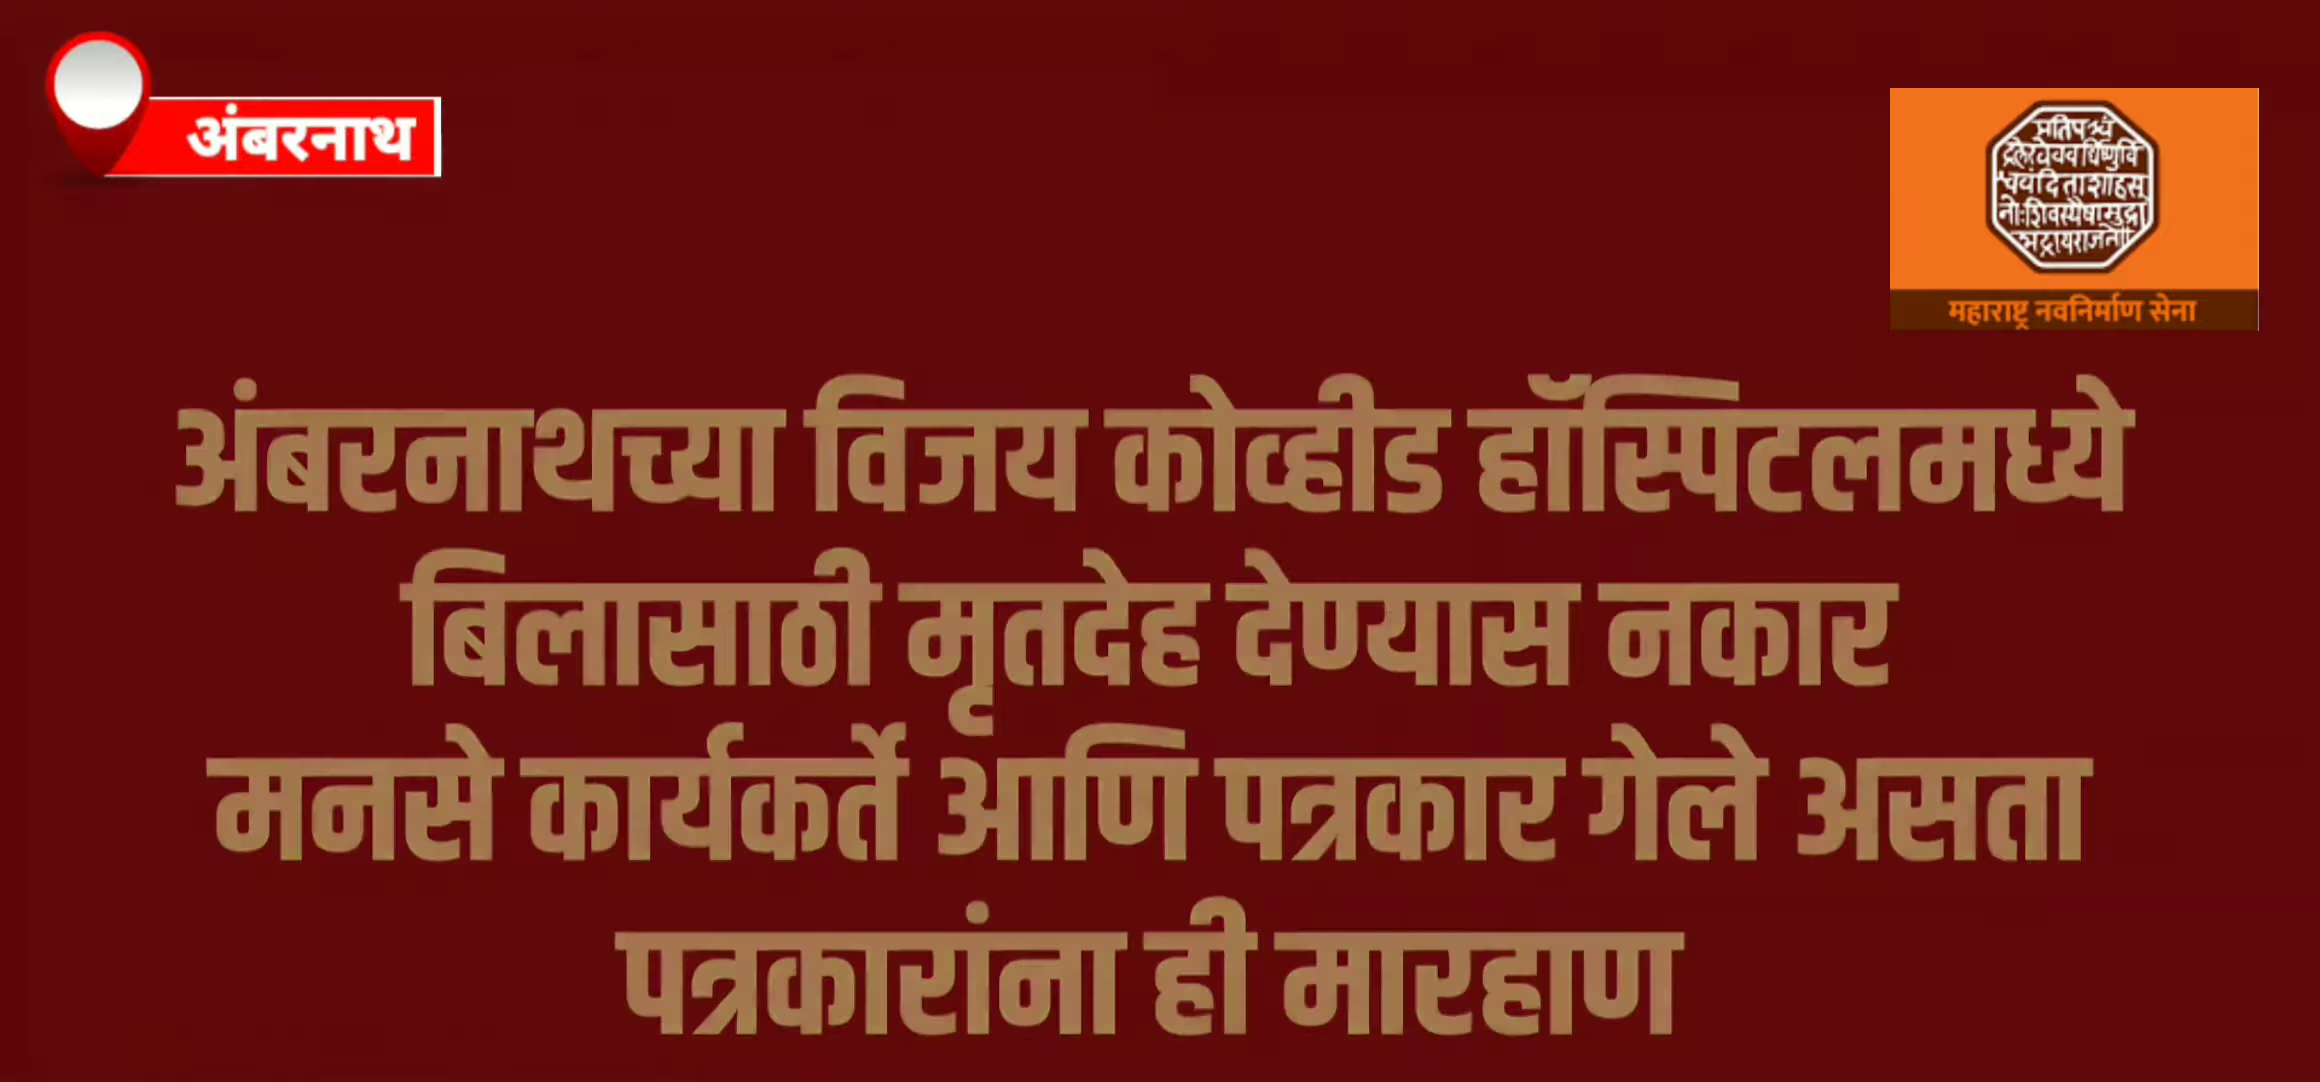 अंबरनाथ
महाराष्ट्र नवनिर्माण सेना
अंबरनाथच्या विजय कोव्हीड हॉस्पिटलमध्ये
बिलासाठी मृतदेह देण्यास नकार
मनसे कार्यकर्ते आणि पत्रकार गेले असता
पत्रकारांना ही मारहाण